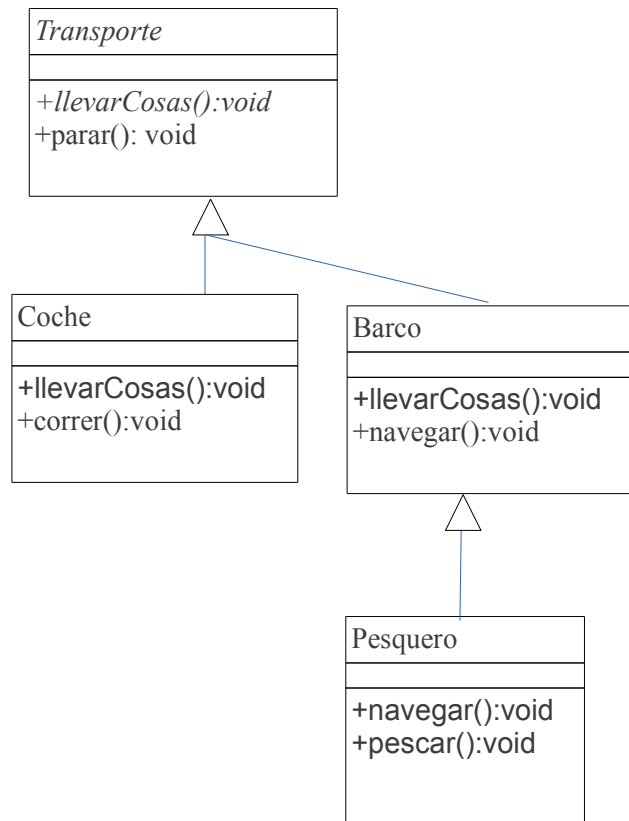 Transporte
+llevarCosas():void
+parar(): void
Coche
+llevarCosas():void
+correr():void
Barco
+llevarCosas():void
+navegar():void
Pesquero
+navegar():void
+pescar():void